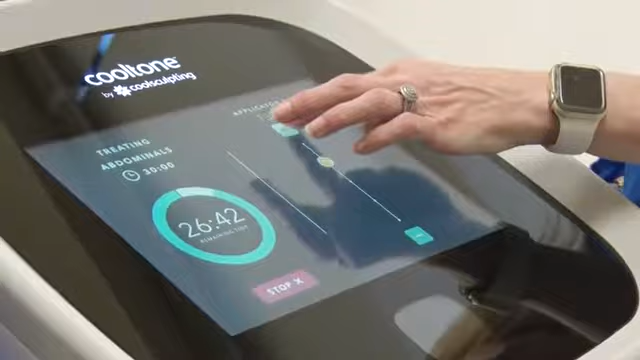 cooltone
by coolsculpting
TREATING
ABDOMINALS
30:00
26:42
REMAINING TIME
STOP X